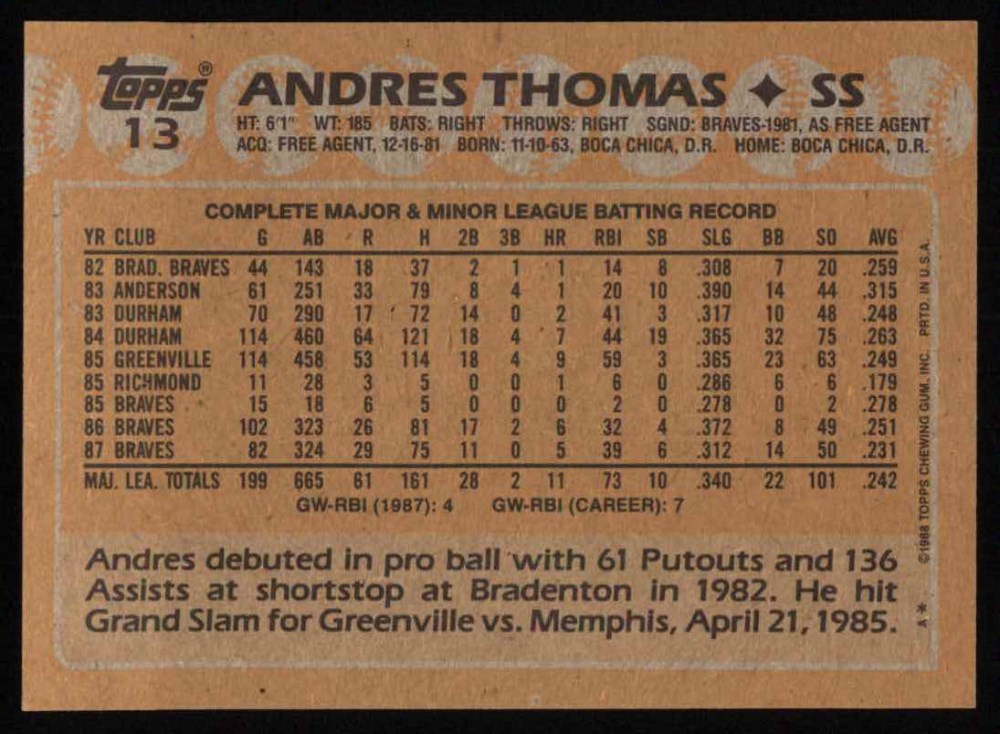 Topps® ANDRES THOMAS ✦ SS
13 HT: 6'1" WT: 185 BATS: RIGHT THROWS: RIGHT SGND: BRAVES-1981, AS FREE AGENT
ACQ: FREE AGENT, 12-16-81 BORN: 11-10-63, BOCA CHICA, D.R. HOME: BOCA CHICA, D.R.
COMPLETE MAJOR & MINOR LEAGUE BATTING RECORD
YR CLUB G AB R H 2B 3B HR RBI SB SLG BB SO AVG
82 BRAD. BRAVES 44 143 18 37 2 1 1 14 8 .308 7 20 .259
83 ANDERSON 61 251 33 79 8 4 1 20 10 .390 14 44 .315
83 DURHAM 70 290 17 72 14 0 2 41 3 .317 10 48 .248
84 DURHAM 114 460 64 121 18 4 7 44 19 .365 32 75 .263
85 GREENVILLE 114 458 53 114 18 4 9 59 3 .365 23 63 .249
85 RICHMOND 11 28 3 5 0 0 1 6 0 .286 6 6 .179
85 BRAVES 15 18 6 5 0 0 0 2 0 .278 0 2 .278
86 BRAVES 102 323 26 81 17 2 6 32 4 .372 8 49 .251
87 BRAVES 82 324 29 75 11 0 5 39 6 .312 14 50 .231
MAJ. LEA. TOTALS 199 665 61 161 28 2 11 73 10 .340 22 101 .242
GW-RBI (1987): 4 GW-RBI (CAREER): 7
Andres debuted in pro ball with 61 Putouts and 136
Assists at shortstop at Bradenton in 1982. He hit
Grand Slam for Greenville vs. Memphis, April 21, 1985.
A* ©1988 TOPPS CHEWING GUM, INC. PRTD. IN U.S.A.